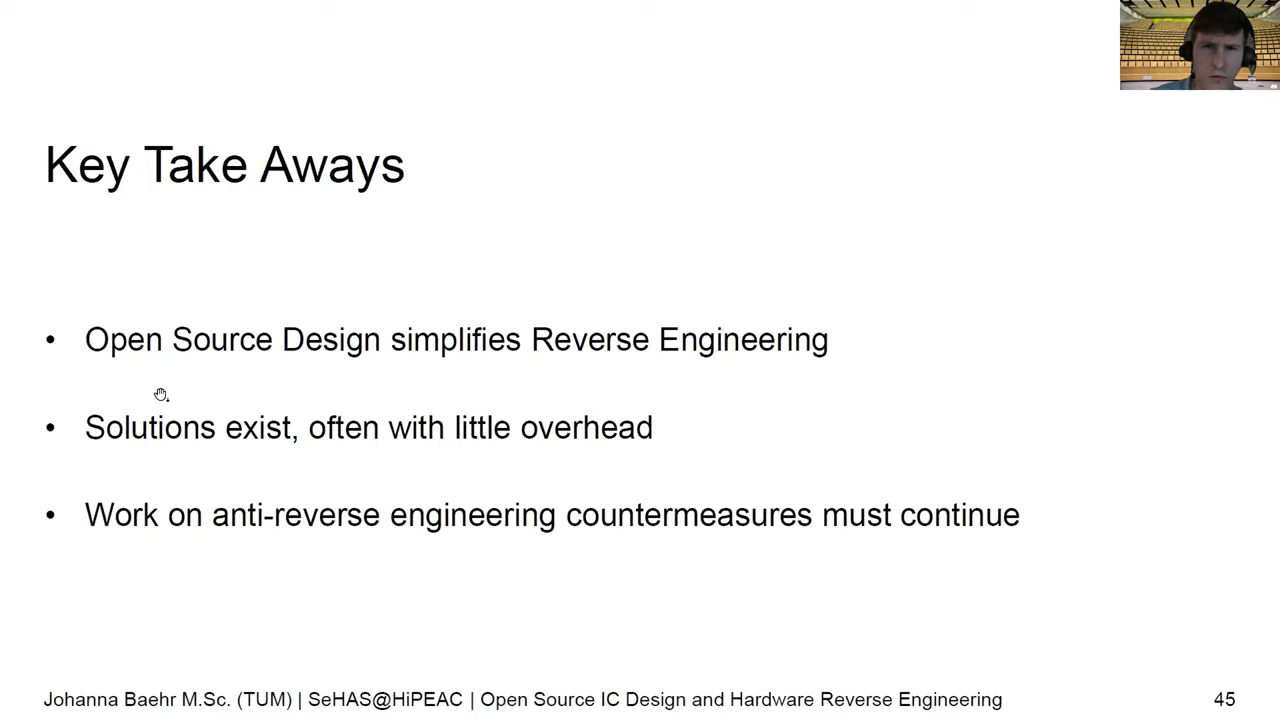 Key Take Aways
• Open Source Design simplifies Reverse Engineering
• Solutions exist, often with little overhead
• Work on anti-reverse engineering countermeasures must continue
Johanna Baehr M.Sc. (TUM) | SeHAS@HiPEAC | Open Source IC Design and Hardware Reverse Engineering 45